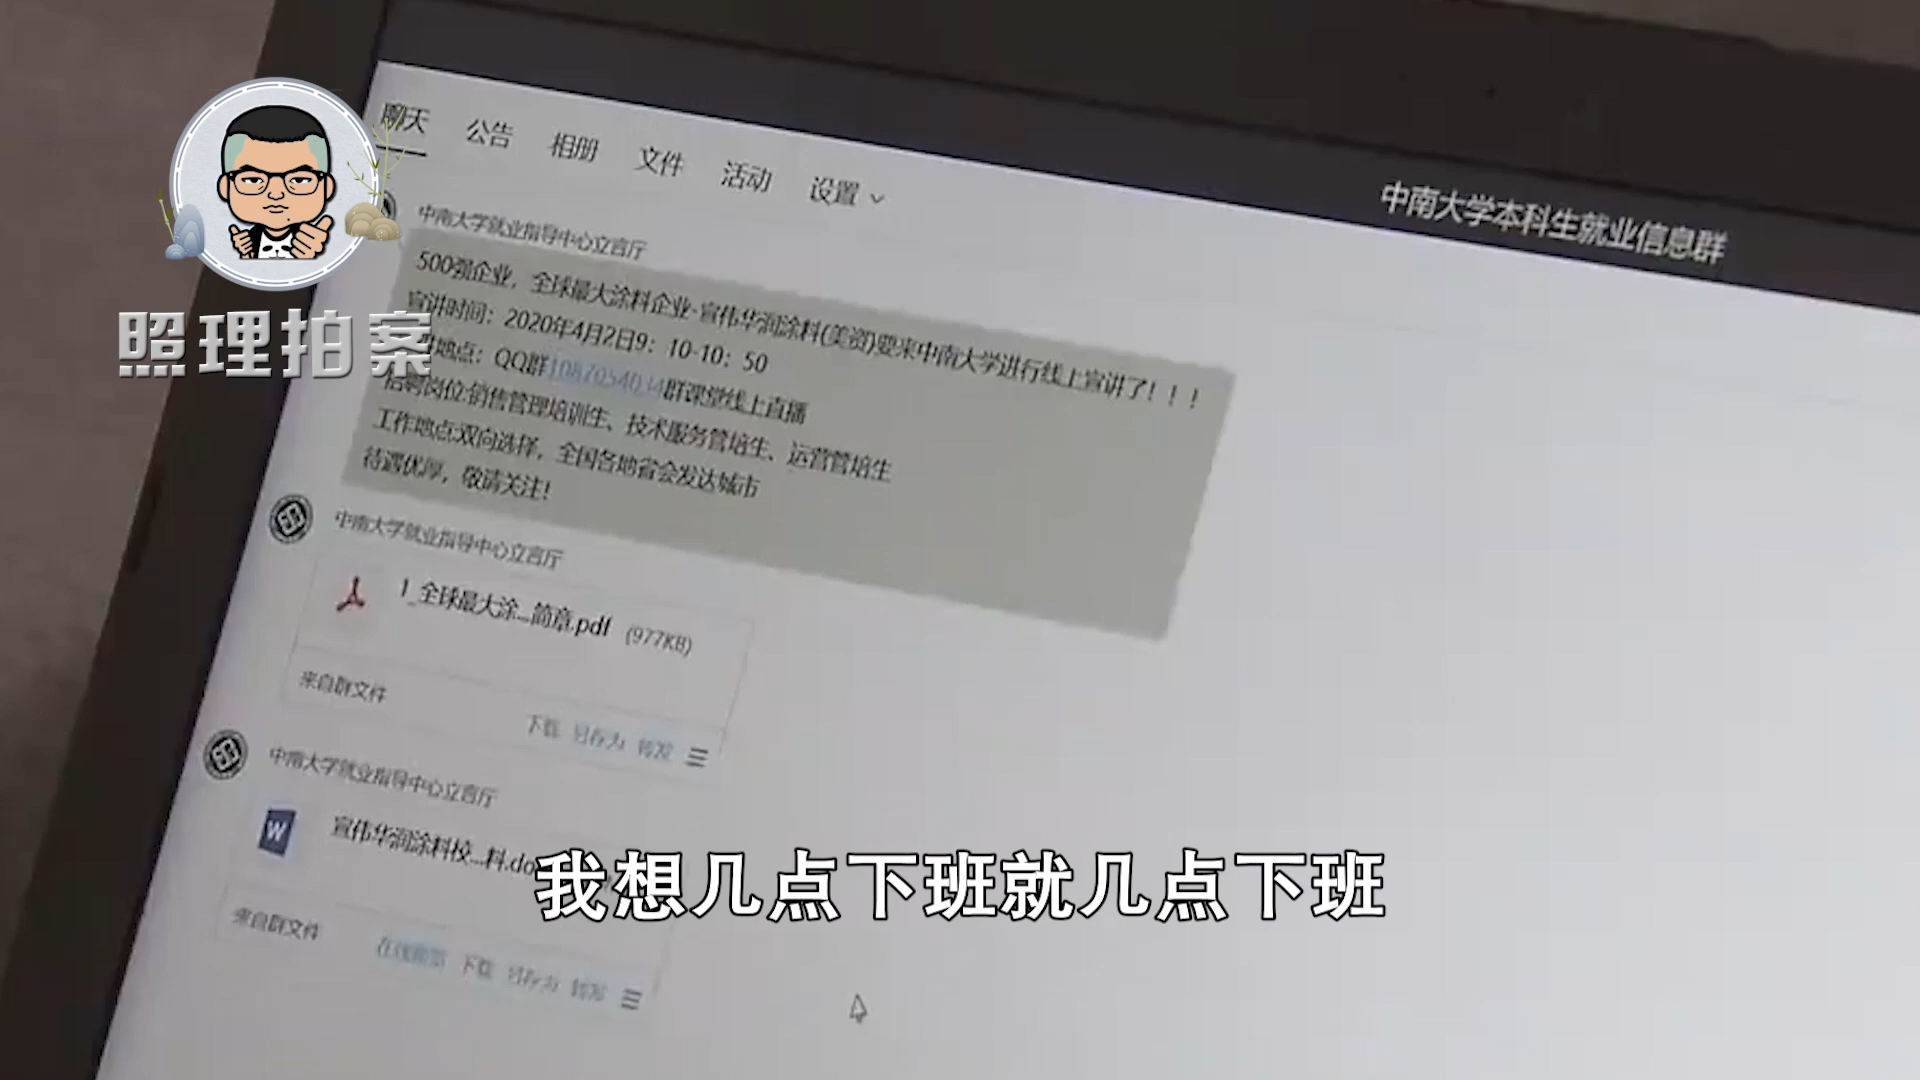 聊天 公告 相册 文件 活动 设置
中南大学本科生就业信息群
照理拍案
中南大学就业指导中心立言厅
500强企业，全球最大涂料企业-宣伟华润涂料(美资)要来中南大学进行线上宣讲了！！！
宣讲时间：2020年4月2日9：10-10：50
地点：QQ群1087054034群课堂线上直播
招聘岗位:销售管理培训生、技术服务管培生、运营管培生
工作地点:双向选择，全国各地省会发达城市
待遇优厚，敬请关注！
中南大学就业指导中心立言厅
1_全球最大涂...简章.pdf (977KB)
来自群文件
下载 另存为 转发
中南大学就业指导中心立言厅
宣伟华润涂料校...料.do
来自群文件
下载 另存为 转发
我想几点下班就几点下班